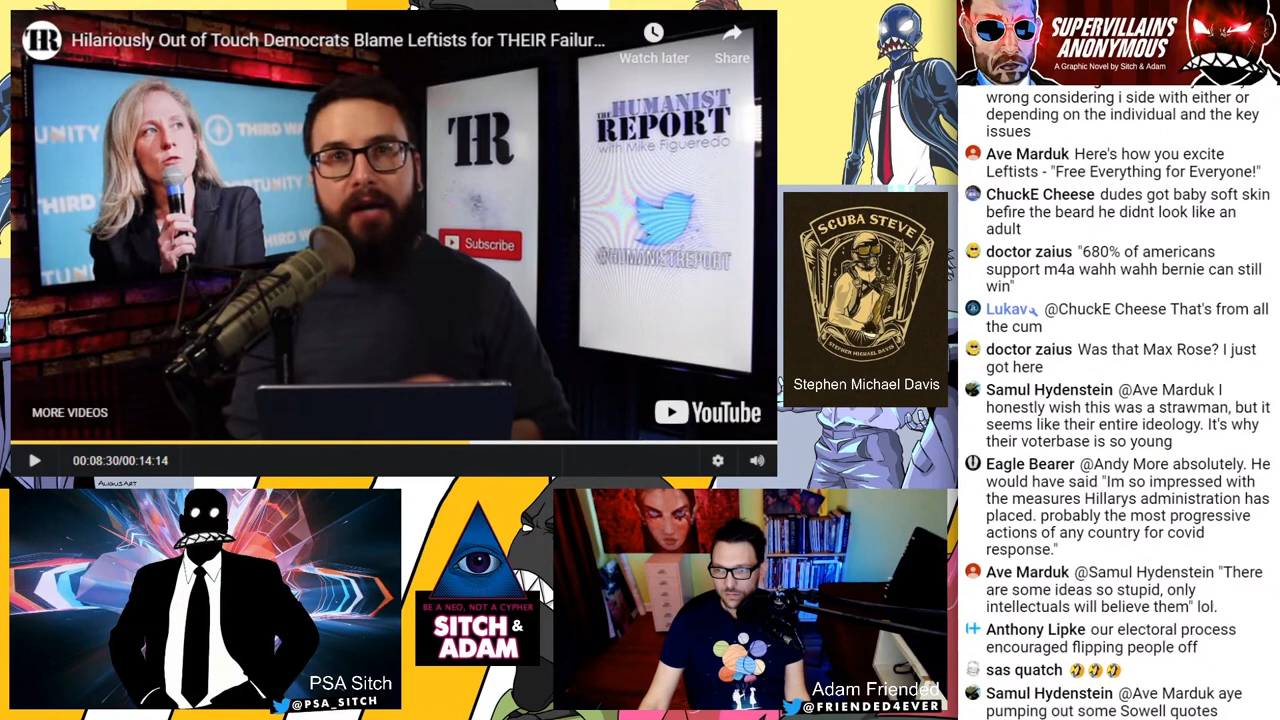 HR
Hilariously Out of Touch Democrats Blame Leftists for THEIR Failur...
Watch later
Share
UNITY
THIRD WAY
OPPORTUNITY
THIRD
HR
THE HUMANIST
REPORT
with Mike Figueredo
Subscribe
@HUMANISTREPORT
MORE VIDEOS
YouTube
00:08:30/00:14:14
SCUBA STEVE
STEPHEN MICHAEL DAVIS
Stephen Michael Davis
ALIGUSART
PSA Sitch
@PSA_SITCH
BE A NEO, NOT A CYPHER
SITCH &
ADAM
Adam Friended
@FRIENDED4EVER
SUPERVILLAINS
ANONYMOUS
A Graphic Novel by Sitch & Adam
wrong considering i side with either or
depending on the individual and the key
issues
Ave Marduk Here's how you excite
Leftists - "Free Everything for Everyone!"
ChuckE Cheese dudes got baby soft skin
befire the beard he didnt look like an
adult
doctor zaius "680% of americans
support m4a wahh wahh bernie can still
win"
Lukav @ChuckE Cheese That's from all
the cum
doctor zaius Was that Max Rose? I just
got here
Samul Hydenstein @Ave Marduk I
honestly wish this was a strawman, but it
seems like their entire ideology. It's why
their voterbase is so young
Eagle Bearer @Andy More absolutely. He
would have said "Im so impressed with
the measures Hillarys administration has
placed. probably the most progressive
actions of any country for covid
response."
Ave Marduk @Samul Hydenstein "There
are some ideas so stupid, only
intellectuals will believe them" lol.
Anthony Lipke our electoral process
encouraged flipping people off
sas quatch 🤣🤣🤣
Samul Hydenstein @Ave Marduk aye
pumping out some Sowell quotes